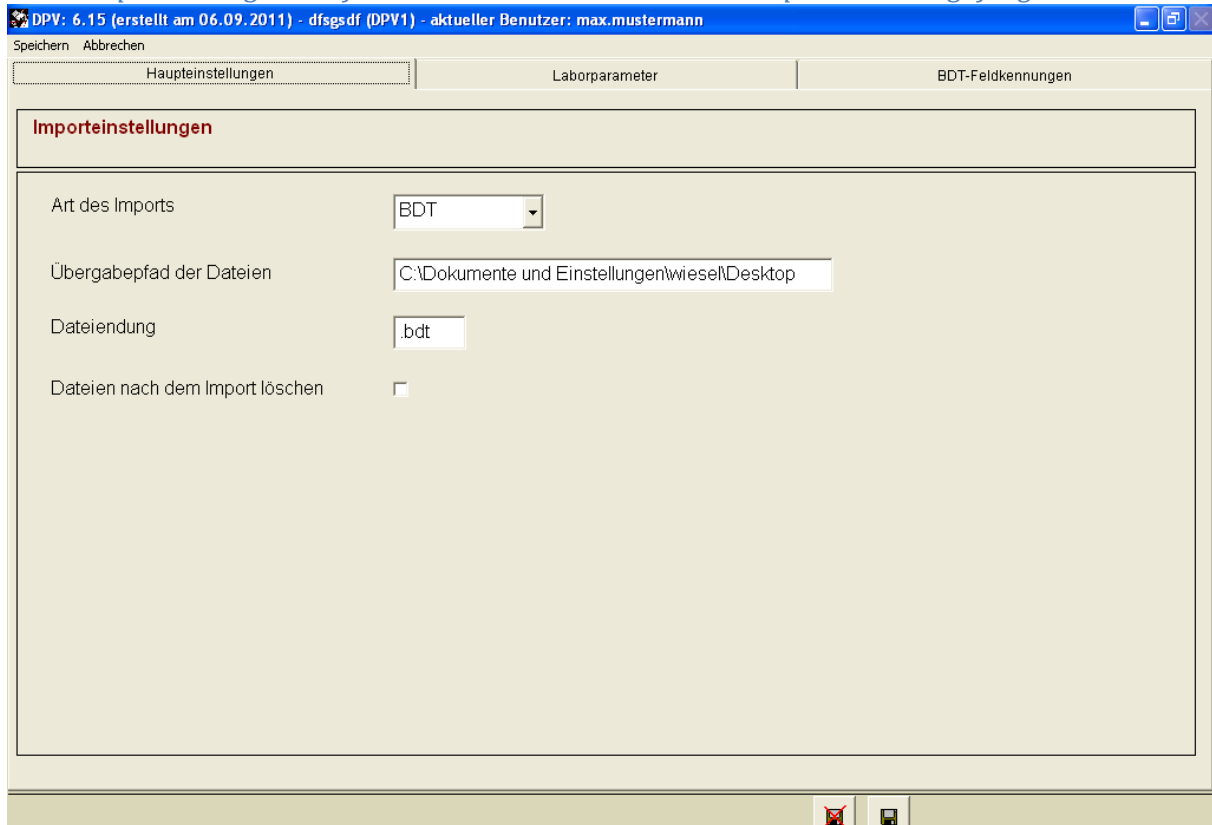 DPV: 6.15 (erstellt am 06.09.2011) - dfsgsdf (DPV1) - aktueller Benutzer: max.mustermann
Speichern Abbrechen
Haupteinstellungen Laborparameter BDT-Feldkennungen
Importeinstellungen
Art des Imports BDT
Übergabepfad der Dateien C:\Dokumente und Einstellungen\wiesel\Desktop
Dateiendung .bdt
Dateien nach dem Import löschen